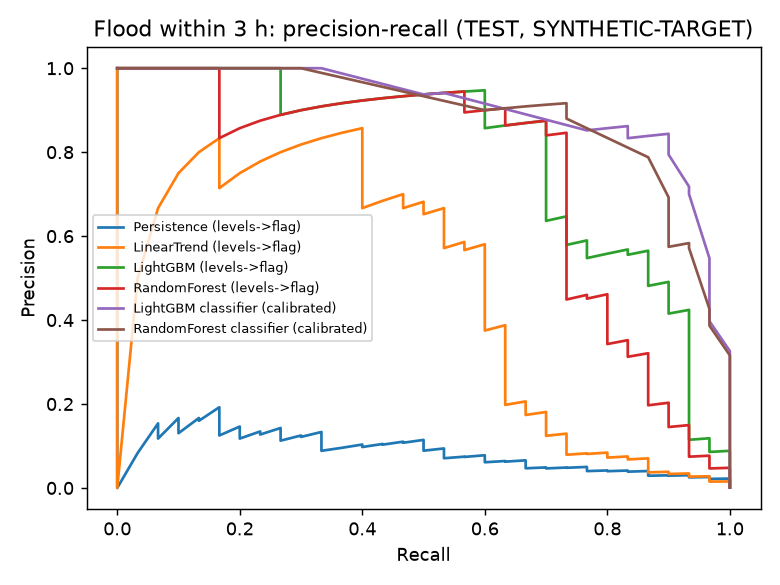 Flood within 3 h: precision-recall (TEST, SYNTHETIC-TARGET)
Precision
1.0
0.8
0.6
0.4
0.2
0.0
Persistence (levels->flag)
LinearTrend (levels->flag)
LightGBM (levels->flag)
RandomForest (levels->flag)
LightGBM classifier (calibrated)
RandomForest classifier (calibrated)
0.0 0.2 0.4 0.6 0.8 1.0
Recall